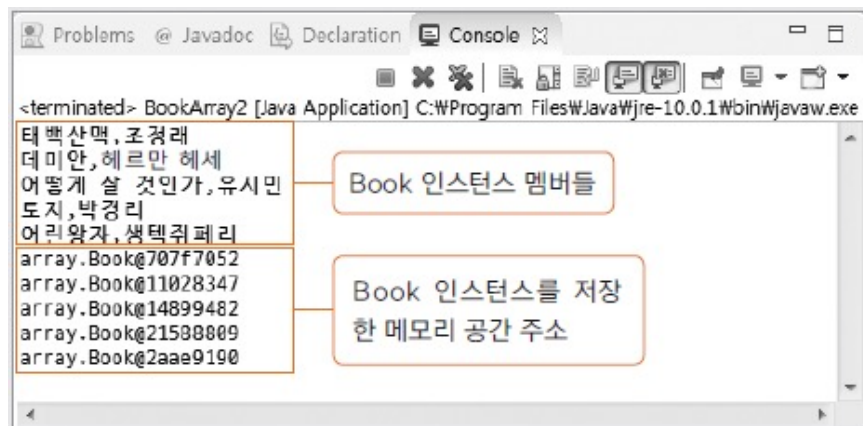 Problems @ Javadoc Declaration Console
<terminated> BookArray2 [Java Application] C:₩Program Files₩Java₩jre-10.0.1₩bin₩javaw.exe
태백산맥,조정래
데미안,헤르만 헤세
어떻게 살 것인가,유시민
토지,박경리
어린왕자,생텍쥐페리
Book 인스턴스 멤버들
array.Book@707f7052
array.Book@11028347
array.Book@14899482
array.Book@21588809
array.Book@2aae9190
Book 인스턴스를 저장
한 메모리 공간 주소